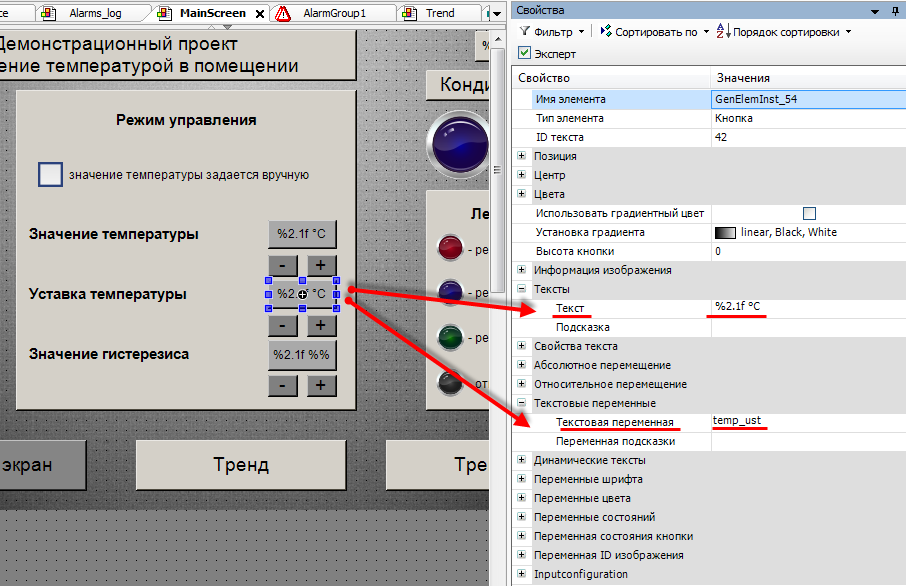 се
Alarms_log
MainScreen
AlarmGroup1
Trend
Демонстрационный проект
ение температурой в помещении
Режим управления
значение температуры задается вручную
Значение температуры
%2.1f °C
-
+
Уставка температуры
%2. °C
-
+
Значение гистерезиса
%2.1f %%
-
+
%
Конди
Ле
- ре
- ре
- ре
от
экран
Тренд
Тре
Свойства
Фильтр
Сортировать по
Порядок сортировки
Эксперт
Свойство Значения
Имя элемента GenElemInst_54
Тип элемента Кнопка
ID текста 42
Позиция
Центр
Цвета
Использовать градиентный цвет
Установка градиента linear, Black, White
Высота кнопки 0
Информация изображения
Тексты
Текст %2.1f °C
Подсказка
Свойства текста
Абсолютное перемещение
Относительное перемещение
Текстовые переменные
Текстовая переменная temp_ust
Переменная подсказки
Динамические тексты
Переменные шрифта
Переменные цвета
Переменные состояний
Переменная состояния кнопки
Переменная ID изображения
Inputconfiguration